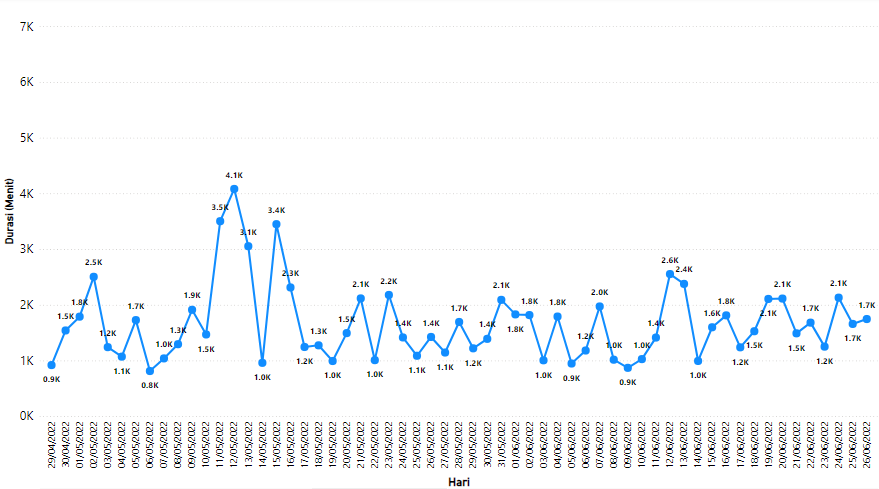 7K
6K
5K
4K
3K
2K
1K
0K
Durasi (Menit)
0.9K
1.5K
1.8K
2.5K
1.2K
1.1K
1.7K
0.8K
1.0K
1.3K
1.9K
1.5K
3.5K
4.1K
3.1K
1.0K
3.4K
2.3K
1.2K
1.3K
1.0K
1.5K
2.1K
1.0K
2.2K
1.4K
1.1K
1.4K
1.1K
1.7K
1.2K
1.4K
2.1K
1.8K
1.8K
1.0K
1.8K
0.9K
1.2K
2.0K
1.0K
0.9K
1.0K
1.4K
2.6K
2.4K
1.0K
1.6K
1.8K
1.2K
1.5K
2.1K
2.1K
1.5K
1.7K
1.2K
2.1K
1.7K
1.7K
29/04/2022
30/04/2022
01/05/2022
02/05/2022
03/05/2022
04/05/2022
05/05/2022
06/05/2022
07/05/2022
08/05/2022
09/05/2022
10/05/2022
11/05/2022
12/05/2022
13/05/2022
14/05/2022
15/05/2022
16/05/2022
17/05/2022
18/05/2022
19/05/2022
20/05/2022
21/05/2022
22/05/2022
23/05/2022
24/05/2022
25/05/2022
26/05/2022
27/05/2022
28/05/2022
29/05/2022
30/05/2022
31/05/2022
01/06/2022
02/06/2022
03/06/2022
04/06/2022
05/06/2022
06/06/2022
07/06/2022
08/06/2022
09/06/2022
10/06/2022
11/06/2022
12/06/2022
13/06/2022
14/06/2022
15/06/2022
16/06/2022
17/06/2022
18/06/2022
19/06/2022
20/06/2022
21/06/2022
22/06/2022
23/06/2022
24/06/2022
25/06/2022
26/06/2022
Hari